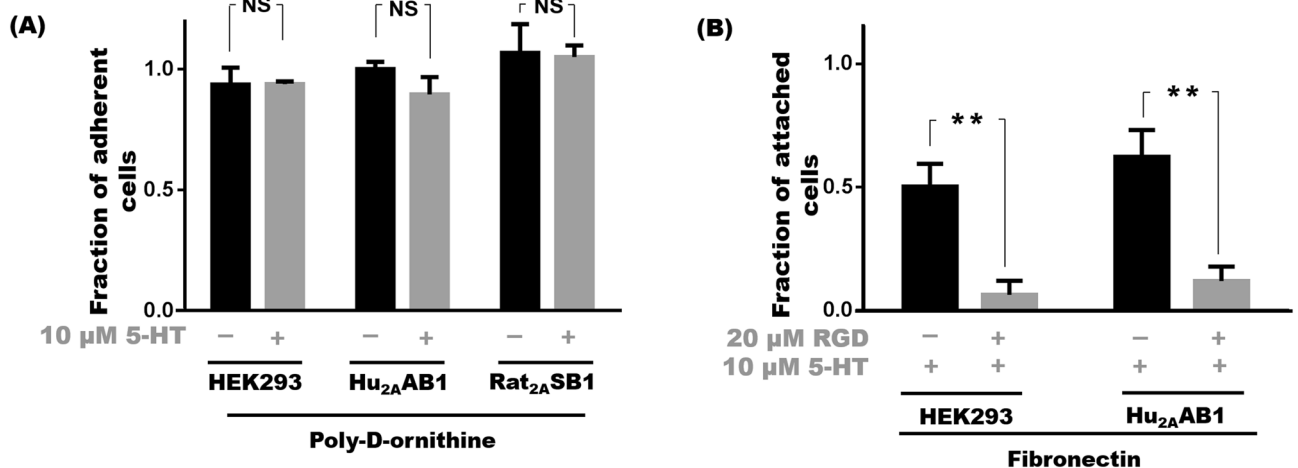 (A)
Fraction of adherent
cells
NS NS NS
1.0
0.5
0.0
10 µM 5-HT − + − + − +
HEK293 Hu2AAB1 Rat2ASB1
Poly-D-ornithine
(B)
Fraction of attached
cells
** **
1.0
0.5
0.0
20 µM RGD − + − +
10 µM 5-HT + + + +
HEK293 Hu2AAB1
Fibronectin